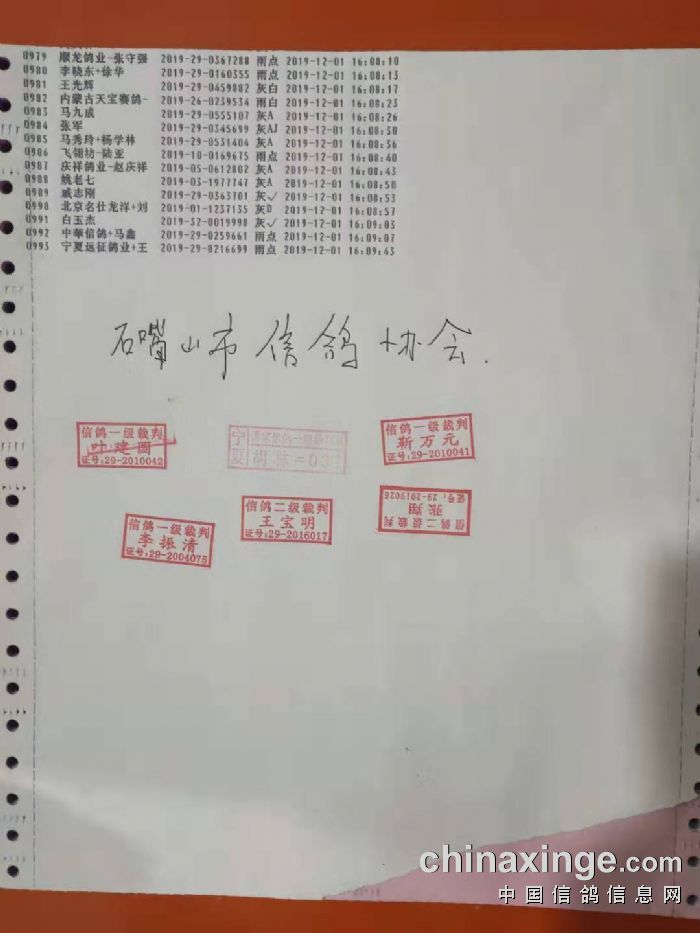 0979 顺龙鸽业-张守强 2019-29-0367288 雨点 2019-12-01 16:08:10
0980 李晓东+徐华 2019-29-0160355 雨点 2019-12-01 16:08:13
0981 王光辉 2019-29-0459882 灰白 2019-12-01 16:08:17
0982 内蒙古天宝赛鸽- 2019-26-0239534 雨白 2019-12-01 16:08:23
0983 马九成 2019-29-0555107 灰A 2019-12-01 16:08:26
0984 张军 2019-29-0345699 灰AJ 2019-12-01 16:08:30
0985 马秀玲+杨学林 2019-29-0531404 灰A 2019-12-01 16:08:36
0986 飞翎坊-陆亚 2019-10-0169675 雨点 2019-12-01 16:08:40
0987 庆祥鸽业-赵庆祥 2019-05-0612802 灰A 2019-12-01 16:08:43
0988 姚老七 2019-03-1977747 灰A 2019-12-01 16:08:50
0989 戚志刚 2019-29-0363701 灰√ 2019-12-01 16:08:53
0990 北京名仕龙洋+刘 2019-01-1237135 灰D 2019-12-01 16:08:57
0991 白玉杰 2019-32-0019998 灰√ 2019-12-01 16:09:03
0992 中華信鸽+马鑫 2019-29-0259661 雨点 2019-12-01 16:09:07
0993 宁夏远征鸽业+王 2019-29-0216699 雨点 2019-12-01 16:09:43
石嘴山市信鸽协会.
信鸽一级裁判
叶建国
证号:29-2010042
宁夏
信鸽一级裁判
靳万元
证号:29-2010041
信鸽一级裁判
李振清
证号:29-2004075
信鸽二级裁判
王宝明
证号:29-2016017
信鸽二级裁判
张翔
证号:29-2019026
chinaxinge.com
中国信鸽信息网